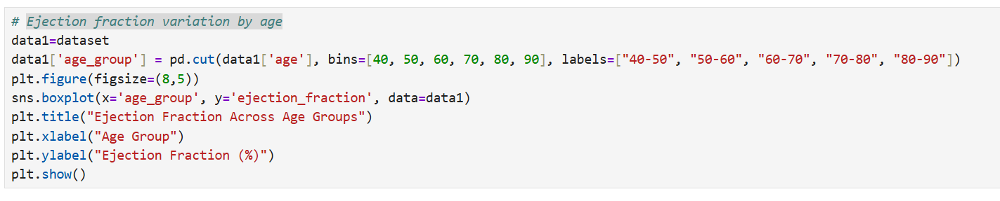 # Ejection fraction variation by age
data1=dataset
data1['age_group'] = pd.cut(data1['age'], bins=[40, 50, 60, 70, 80, 90], labels=["40-50", "50-60", "60-70", "70-80", "80-90"])
plt.figure(figsize=(8,5))
sns.boxplot(x='age_group', y='ejection_fraction', data=data1)
plt.title("Ejection Fraction Across Age Groups")
plt.xlabel("Age Group")
plt.ylabel("Ejection Fraction (%)")
plt.show()